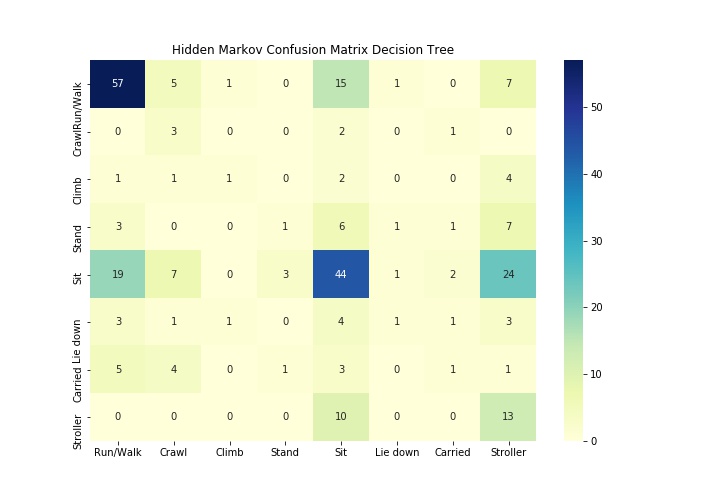 Hidden Markov Confusion Matrix Decision Tree
Run/Walk 57 5 1 0 15 1 0 7
Crawl 0 3 0 0 2 0 1 0
Climb 1 1 1 0 2 0 0 4
Stand 3 0 0 1 6 1 1 7
Sit 19 7 0 3 44 1 2 24
Lie down 3 1 1 0 4 1 1 3
Carried 5 4 0 1 3 0 1 1
Stroller 0 0 0 0 10 0 0 13
Run/Walk Crawl Climb Stand Sit Lie down Carried Stroller
50
40
30
20
10
0